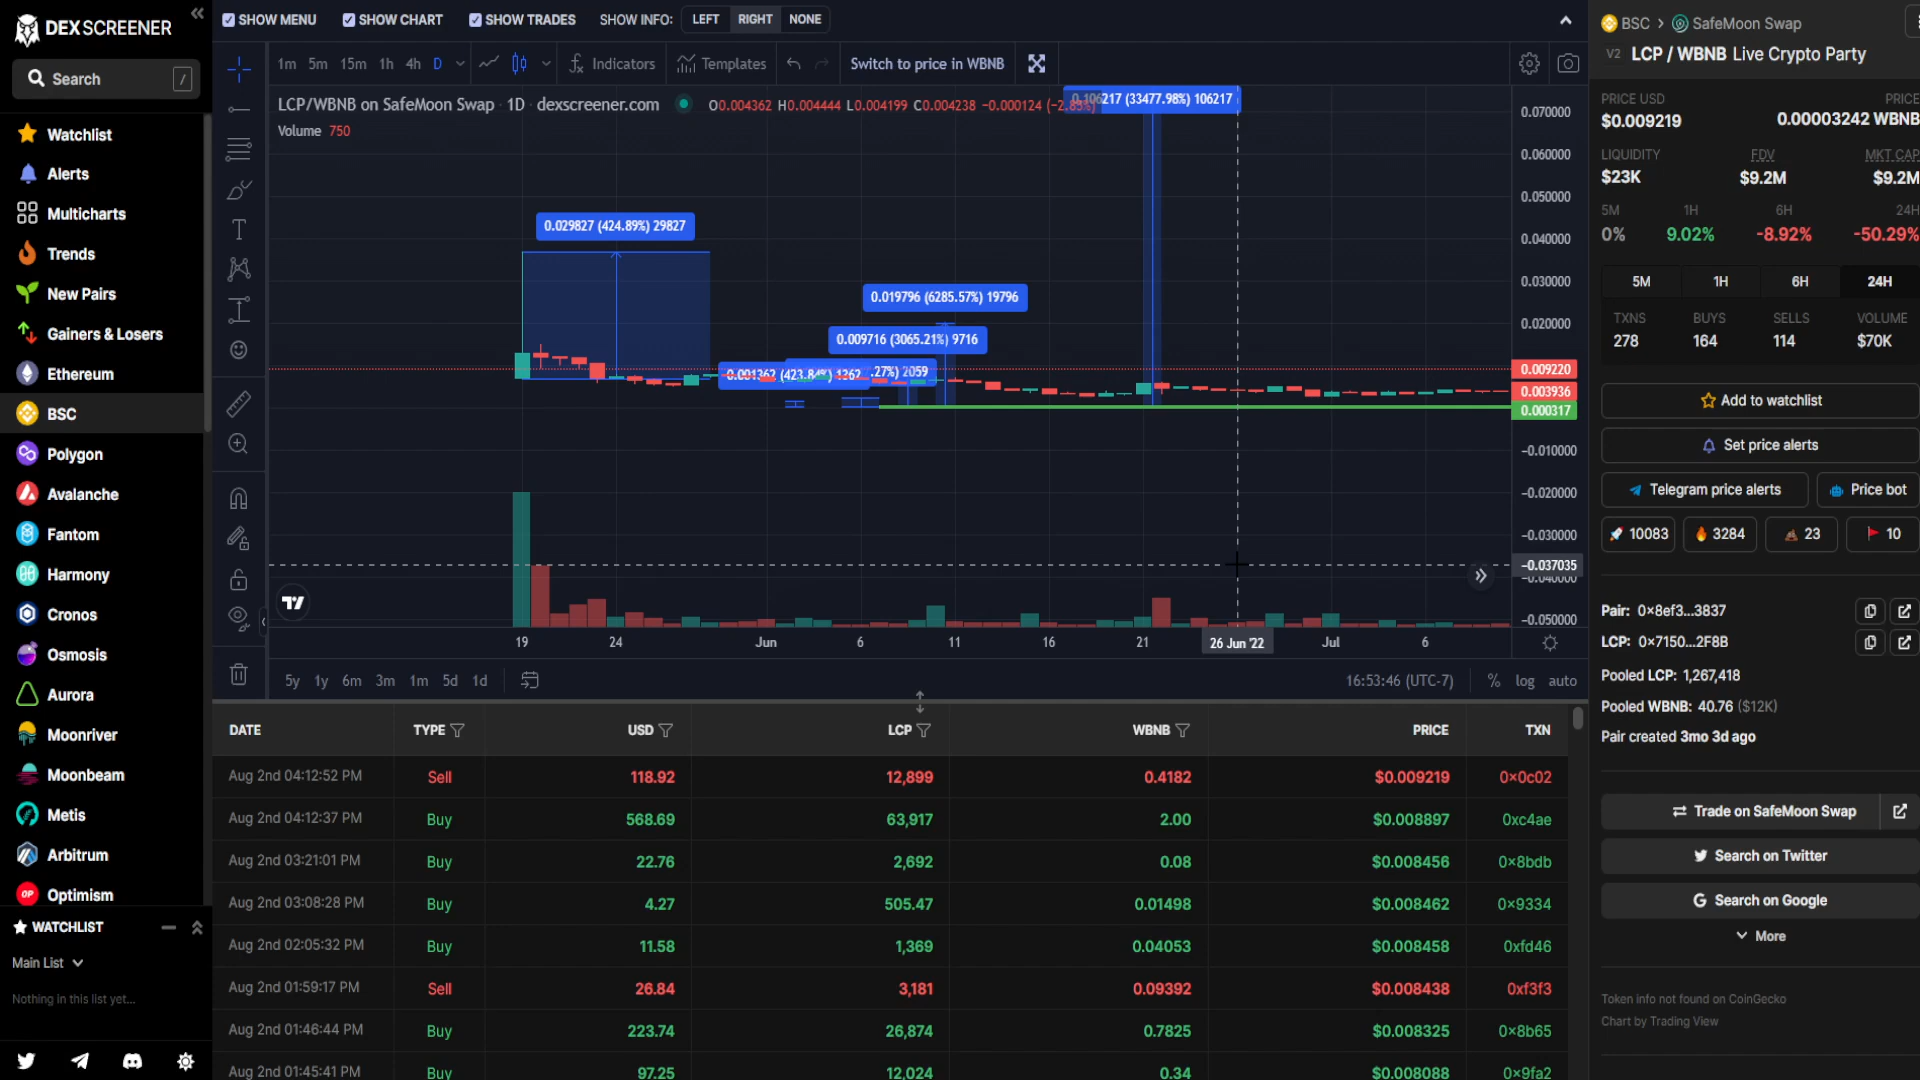 DEX SCREENER
Search /
Watchlist
Alerts
Multicharts
Trends
New Pairs
Gainers & Losers
Ethereum
BSC
Polygon
Avalanche
Fantom
Harmony
Cronos
Osmosis
Aurora
Moonriver
Moonbeam
Metis
Arbitrum
OP Optimism
WATCHLIST
Main List
Nothing in this list yet...
SHOW MENU SHOW CHART SHOW TRADES SHOW INFO: LEFT RIGHT NONE
1m 5m 15m 1h 4h D Indicators Templates Switch to price in WBNB
LCP/WBNB on SafeMoon Swap · 1D · dexscreener.com O0.004362 H0.004444 L0.004199 C0.004238 −0.000124 (−2.85%)
Volume 750
0.106217 (33477.98%) 106217
0.029827 (424.89%) 29827
0.019796 (6285.57%) 19796
0.009716 (3065.21%) 9716
0.001362 (423.84%) 1362
.27%) 2059
0.070000
0.060000
0.050000
0.040000
0.030000
0.020000
0.009220
0.003936
0.000317
−0.010000
−0.020000
−0.030000
−0.037035
−0.040000
−0.050000
19 24 Jun 6 11 16 21 26 Jun '22 Jul 6
5y 1y 6m 3m 1m 5d 1d 16:53:46 (UTC-7) % log auto
DATE TYPE USD LCP WBNB PRICE TXN
Aug 2nd 04:12:52 PM Sell 118.92 12,899 0.4182 $0.009219 0x0c02
Aug 2nd 04:12:37 PM Buy 568.69 63,917 2.00 $0.008897 0xc4ae
Aug 2nd 03:21:01 PM Buy 22.76 2,692 0.08 $0.008456 0x8bdb
Aug 2nd 03:08:28 PM Buy 4.27 505.47 0.01498 $0.008462 0x9334
Aug 2nd 02:05:32 PM Buy 11.58 1,369 0.04053 $0.008458 0xfd46
Aug 2nd 01:59:17 PM Sell 26.84 3,181 0.09392 $0.008438 0xf3f3
Aug 2nd 01:46:44 PM Buy 223.74 26,874 0.7825 $0.008325 0x8b65
Aug 2nd 01:45:41 PM Buy 97.25 12,024 0.34 $0.008088 0x9fa2
BSC > SafeMoon Swap
V2 LCP / WBNB Live Crypto Party
PRICE USD PRICE
$0.009219 0.00003242 WBNB
LIQUIDITY FDV MKT CAP
$23K $9.2M $9.2M
5M 1H 6H 24H
0% 9.02% -8.92% -50.29%
5M 1H 6H 24H
TXNS BUYS SELLS VOLUME
278 164 114 $70K
Add to watchlist
Set price alerts
Telegram price alerts Price bot
10083 3284 23 10
Pair: 0x8ef3...3837
LCP: 0x7150...2F8B
Pooled LCP: 1,267,418
Pooled WBNB: 40.76 ($12K)
Pair created 3mo 3d ago
Trade on SafeMoon Swap
Search on Twitter
G Search on Google
More
Token info not found on CoinGecko
Chart by Trading View